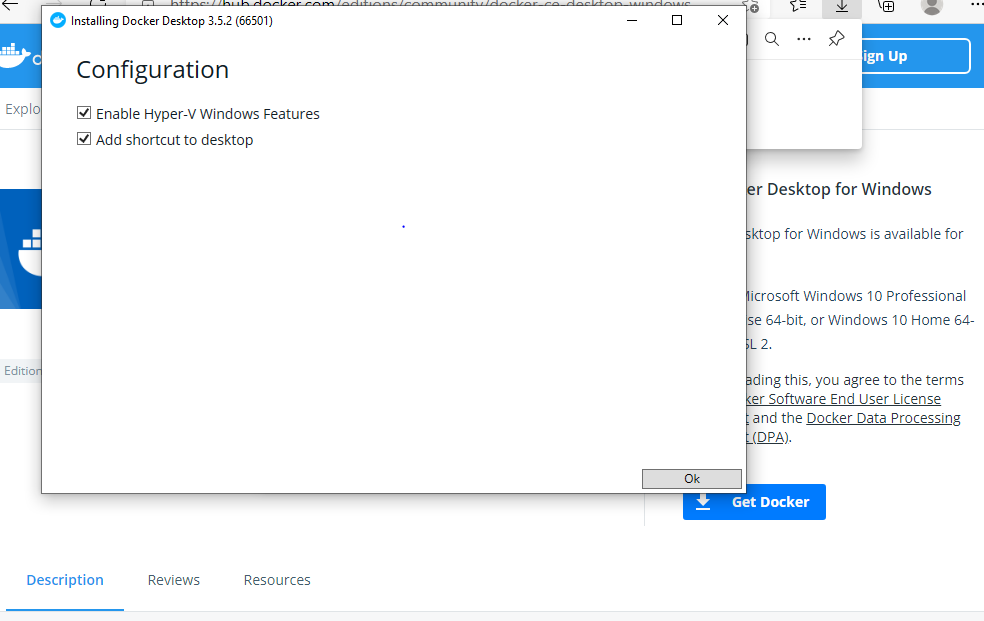 https://hub.docker.com/editions/community/docker-ce-desktop-windows
Installing Docker Desktop 3.5.2 (66501)
Configuration
Enable Hyper-V Windows Features
Add shortcut to desktop
Ok
ign Up
Explo
er Desktop for Windows
sktop for Windows is available for
Microsoft Windows 10 Professional
se 64-bit, or Windows 10 Home 64-
SL 2.
ading this, you agree to the terms
ker Software End User License
t and the Docker Data Processing
t (DPA).
Edition
Get Docker
Description
Reviews
Resources